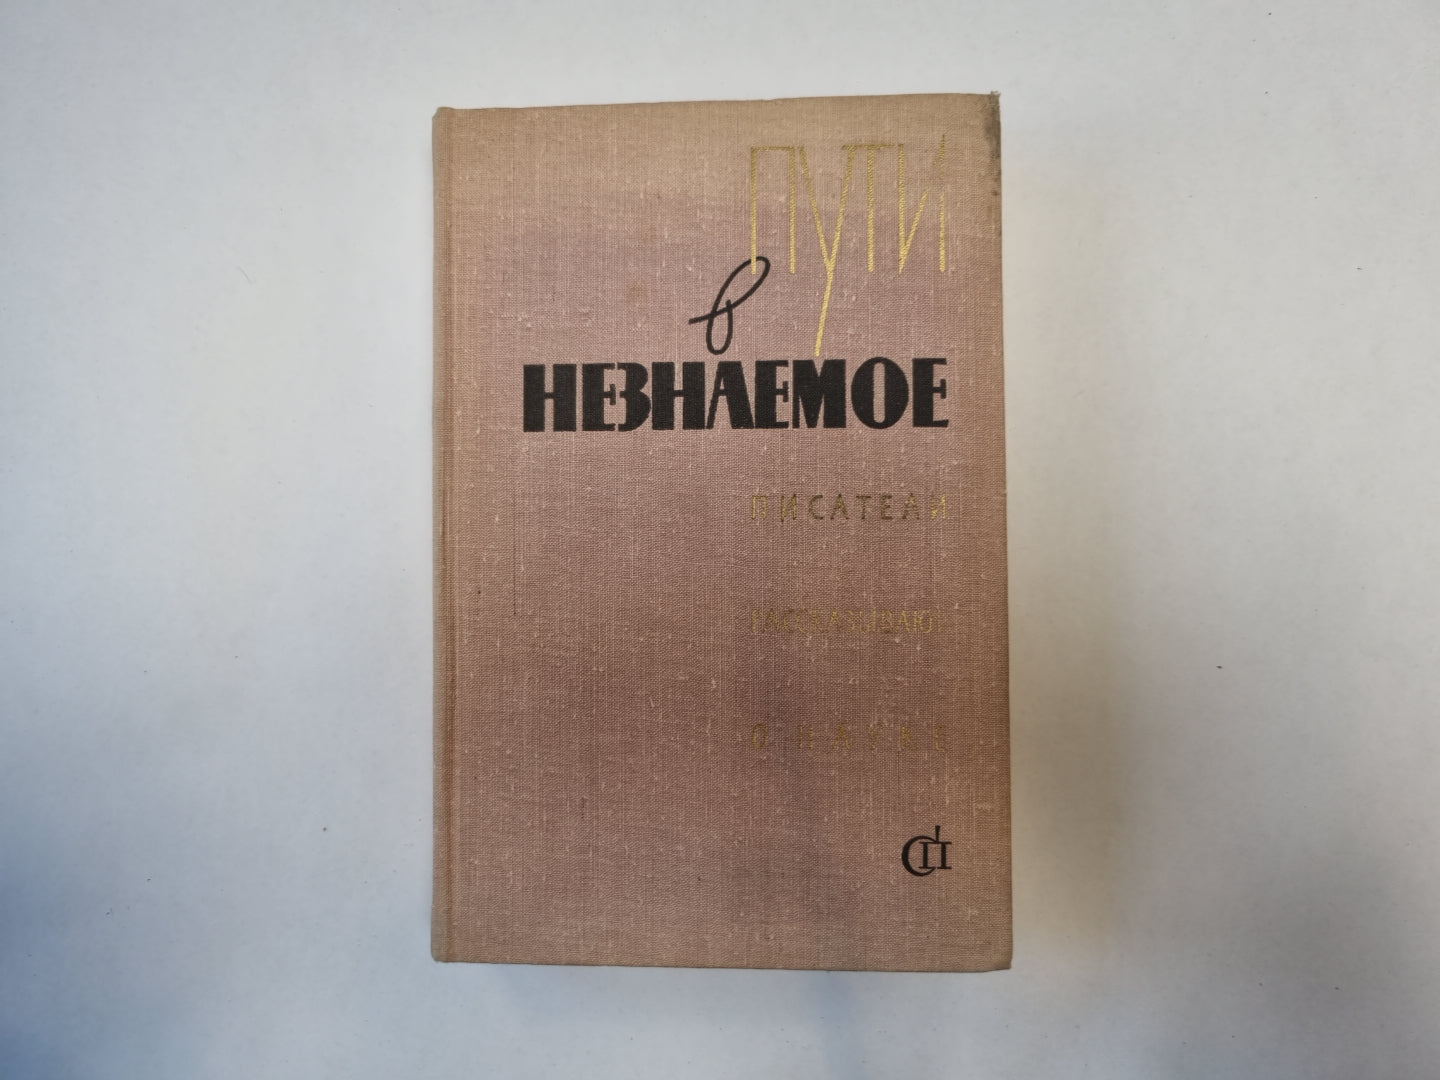 ПУТИ
в
НЕЗНАЕМОЕ
ПИСАТЕЛИ
РАССКАЗЫВАЮТ
О НАУКЕ
СП